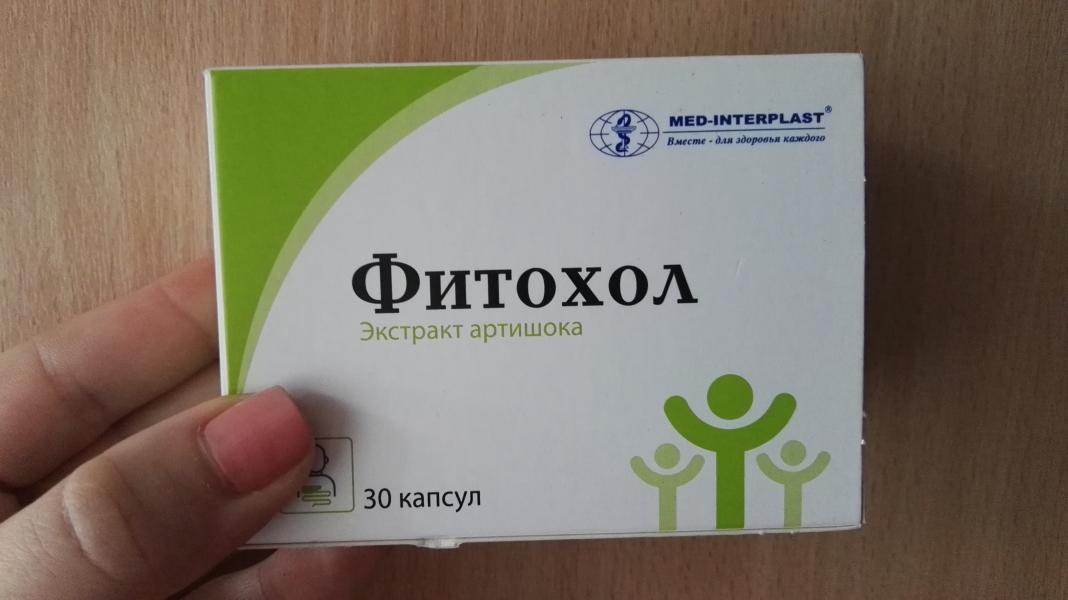 MED-INTERPLAST®
Вместе - для здоровья каждого
Фитохол
Экстракт артишока
30 капсул